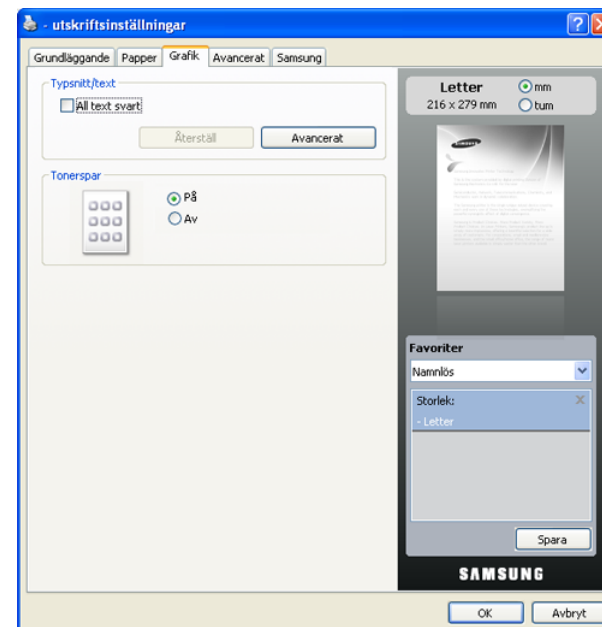 - utskriftsinställningar
Grundläggande Papper Grafik Avancerat Samsung
Typsnitt/text
All text svart
Återställ Avancerat
Tonerspar
På
Av
Letter
216 x 279 mm
mm
tum
SAMSUNG
Favoriter
Namnlös
Storlek:
- Letter
Spara
SAMSUNG
OK Avbryt